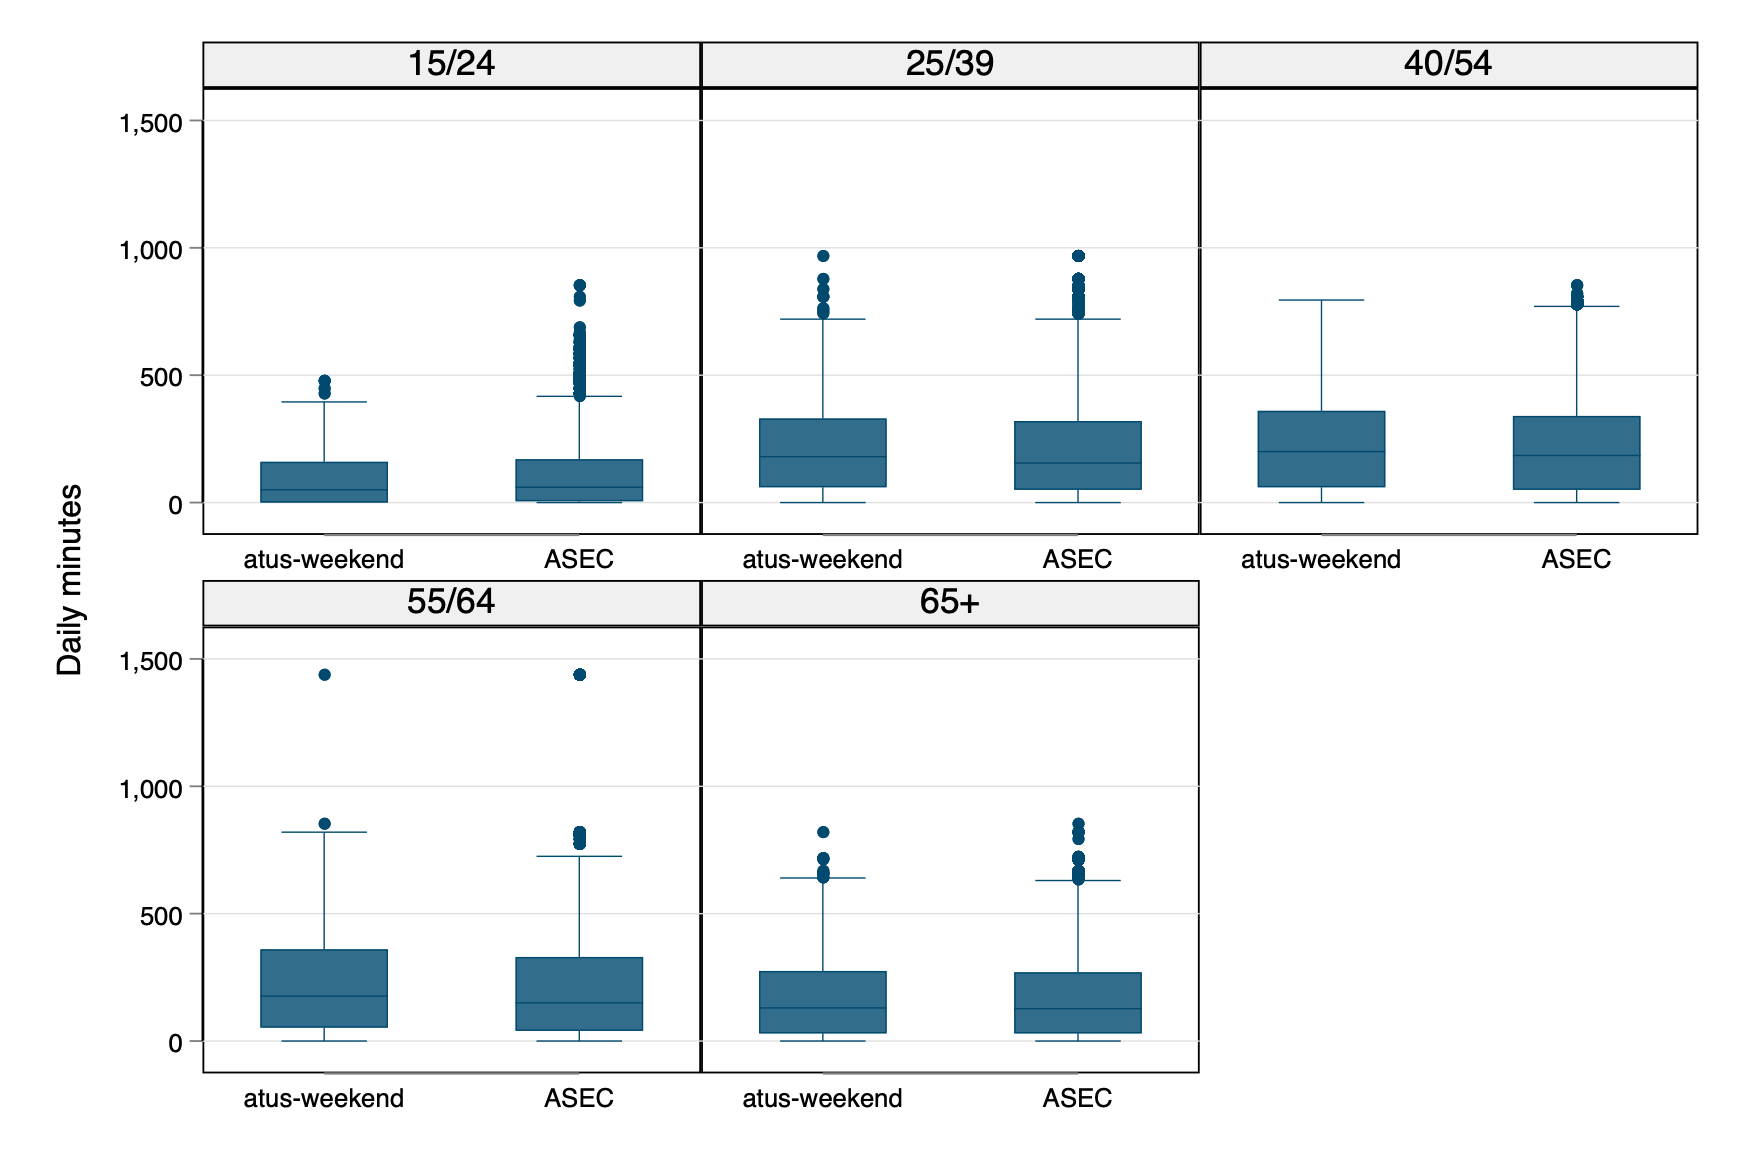 15/24
25/39
40/54
1,500
1,000
500
0
atus-weekend ASEC
atus-weekend ASEC
atus-weekend ASEC
Daily minutes
55/64
65+
1,500
1,000
500
0
atus-weekend ASEC
atus-weekend ASEC